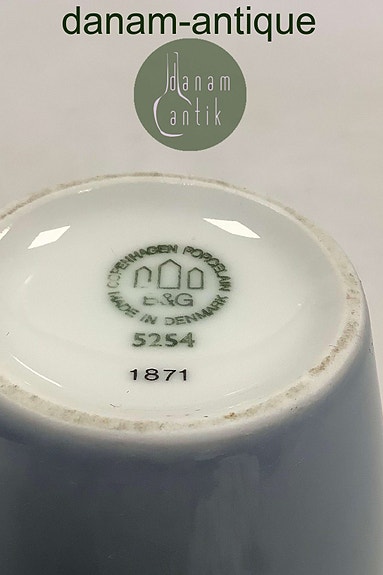 danam-antique
danam
antik
COPENHAGEN PORCELAIN
B&G
MADE IN DENMARK
5254
1871